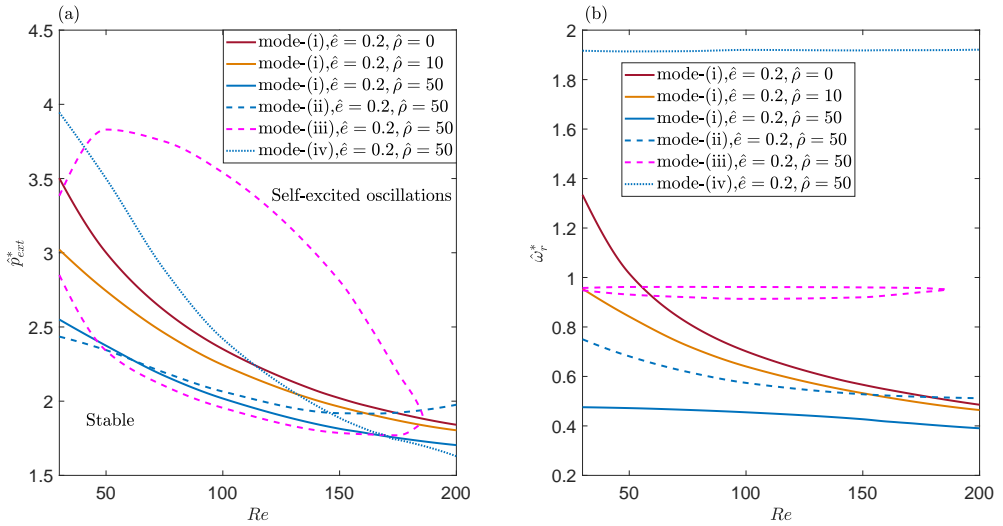 (a)
4.5
4
3.5
3
2.5
2
1.5
50
100
150
200
Re
p̂*ext
mode-(i),ê = 0.2, ρ̂ = 0
mode-(i),ê = 0.2, ρ̂ = 10
mode-(i),ê = 0.2, ρ̂ = 50
mode-(ii),ê = 0.2, ρ̂ = 50
mode-(iii),ê = 0.2, ρ̂ = 50
mode-(iv),ê = 0.2, ρ̂ = 50
Self-excited oscillations
Stable
(b)
2
1.8
1.6
1.4
1.2
1
0.8
0.6
0.4
0.2
50
100
150
200
Re
ω̂*r
mode-(i),ê = 0.2, ρ̂ = 0
mode-(i),ê = 0.2, ρ̂ = 10
mode-(i),ê = 0.2, ρ̂ = 50
mode-(ii),ê = 0.2, ρ̂ = 50
mode-(iii),ê = 0.2, ρ̂ = 50
mode-(iv),ê = 0.2, ρ̂ = 50